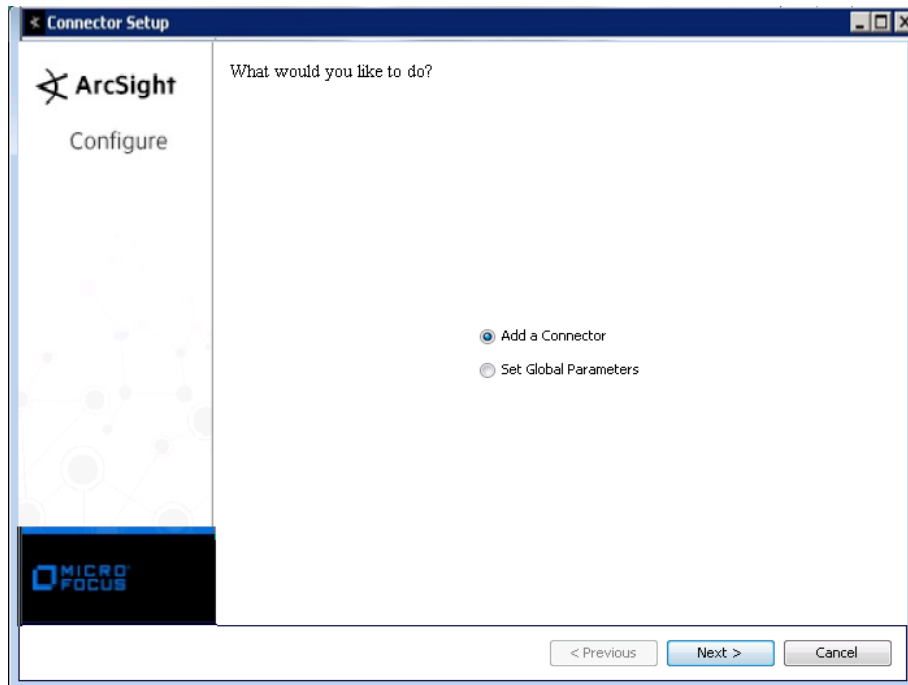 Connector Setup
ArcSight
Configure
What would you like to do?
Add a Connector
Set Global Parameters
MICRO
FOCUS
< Previous
Next >
Cancel